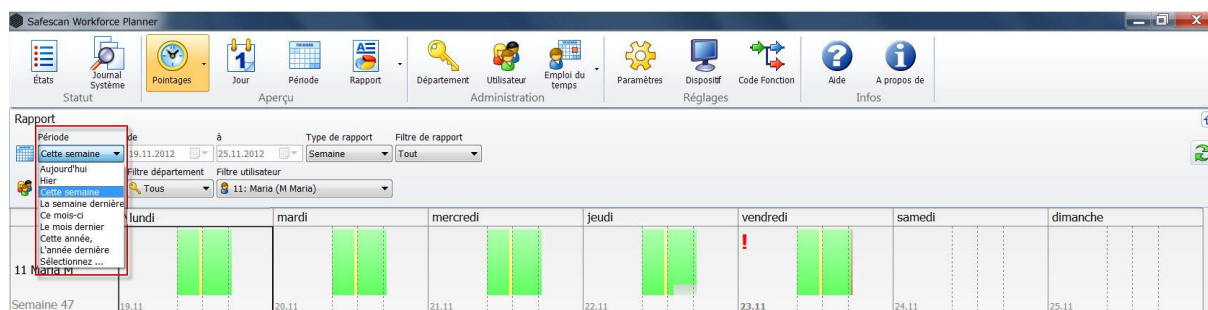 Safescan Workforce Planner
États Journal Système Pointages Jour Période Rapport Département Utilisateur Emploi du temps Paramètres Dispositif Code Fonction Aide A propos de
Statut Aperçu Administration Réglages Infos
Rapport
Période de à Type de rapport Filtre de rapport
Cette semaine 19.11.2012 25.11.2012 Semaine Tout
Aujourd'hui
Hier
Cette semaine
La semaine dernière
Ce mois-ci
Le mois dernier
Cette année,
L'année dernière
Sélectionnez ...
Filtre département Filtre utilisateur
Tous 11: Maria (M Maria)
lundi mardi mercredi jeudi vendredi samedi dimanche
!
11 Maria M
Semaine 47 19.11 20.11 21.11 22.11 23.11 24.11 25.11